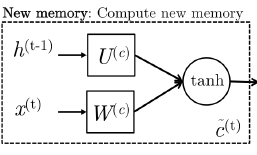 New memory: Compute new memory
h^(t-1)
U^(c)
tanh
x^(t)
W^(c)
c̃^(t)